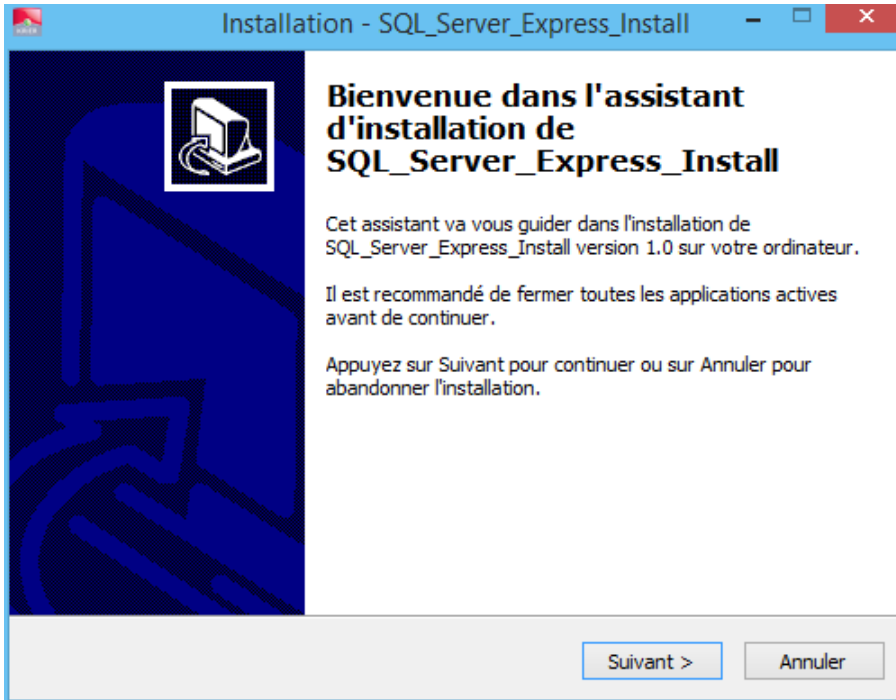 Installation - SQL_Server_Express_Install
Bienvenue dans l'assistant
d'installation de
SQL_Server_Express_Install
Cet assistant va vous guider dans l'installation de
SQL_Server_Express_Install version 1.0 sur votre ordinateur.
Il est recommandé de fermer toutes les applications actives
avant de continuer.
Appuyez sur Suivant pour continuer ou sur Annuler pour
abandonner l'installation.
Suivant >
Annuler